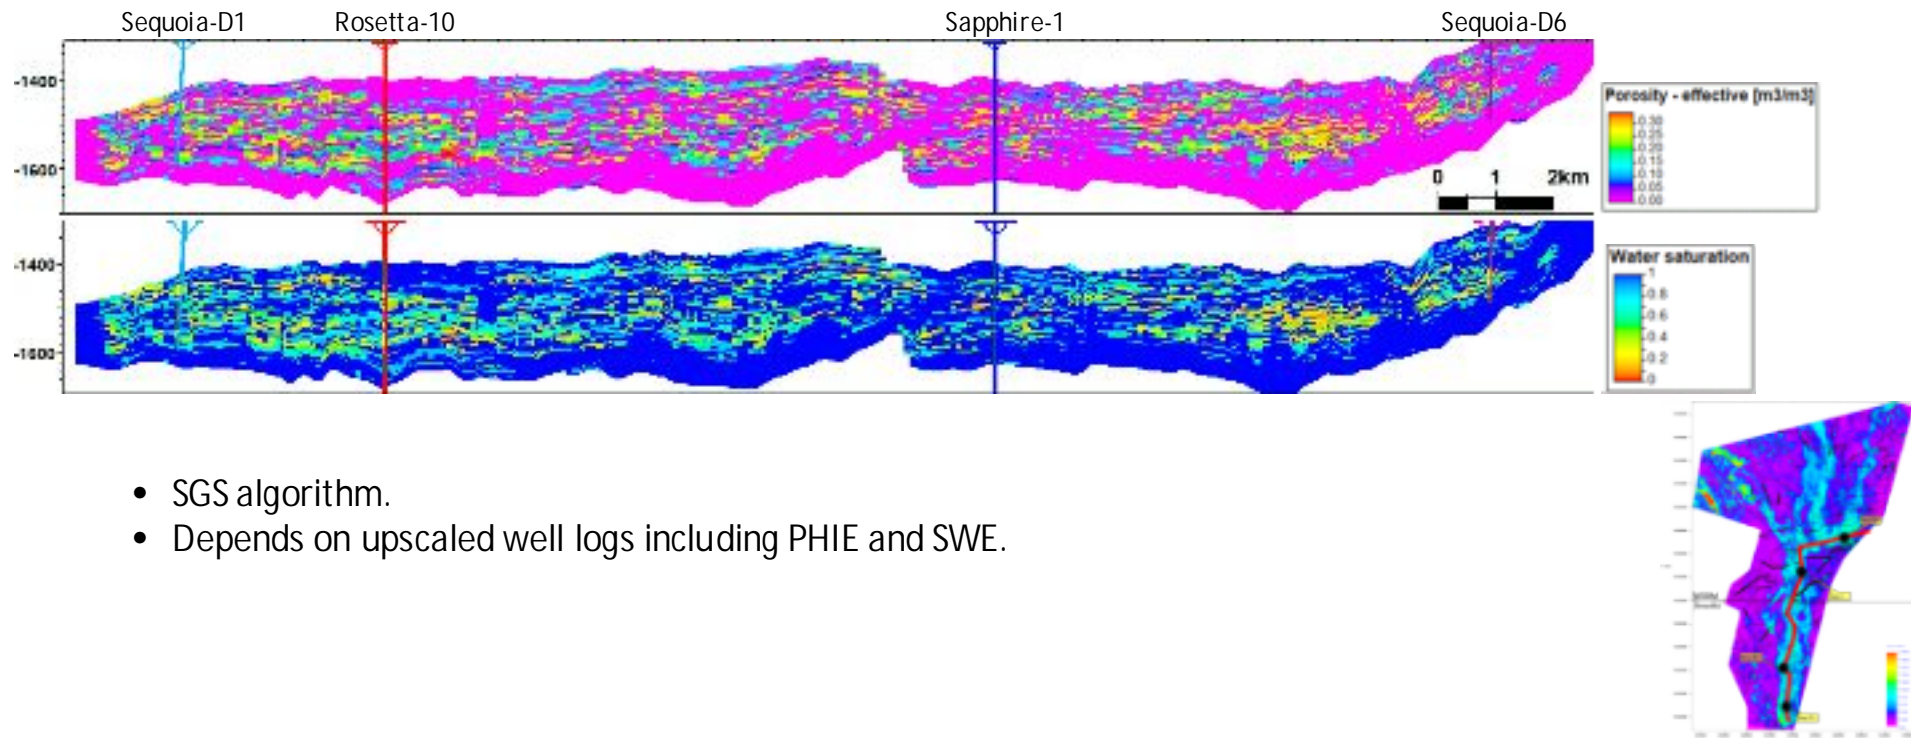 Sequoia-D1 Rosetta-10 Sapphire-1 Sequoia-D6
-1400
-1600
Porosity - effective [m3/m3]
0.30
0.25
0.20
0.15
0.10
0.05
0.00
0 1 2km
-1400
-1600
Water saturation
1
0.8
0.6
0.4
0.2
0
• SGS algorithm.
• Depends on upscaled well logs including PHIE and SWE.